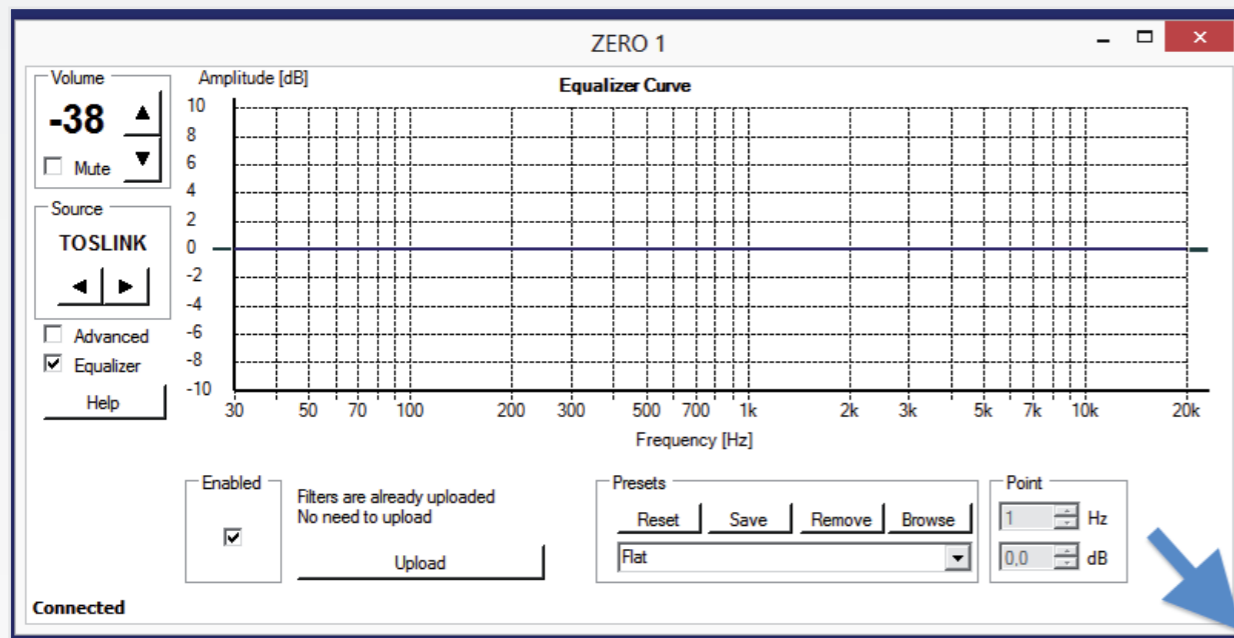 ZERO 1
Volume
-38
Mute
Source
TOSLINK
Advanced
Equalizer
Help
Amplitude [dB]
Equalizer Curve
10
8
6
4
2
0
-2
-4
-6
-8
-10
30 50 70 100 200 300 500 700 1k 2k 3k 5k 7k 10k 20k
Frequency [Hz]
Enabled
Filters are already uploaded
No need to upload
Upload
Presets
Reset Save Remove Browse
Flat
Point
1 Hz
0,0 dB
Connected